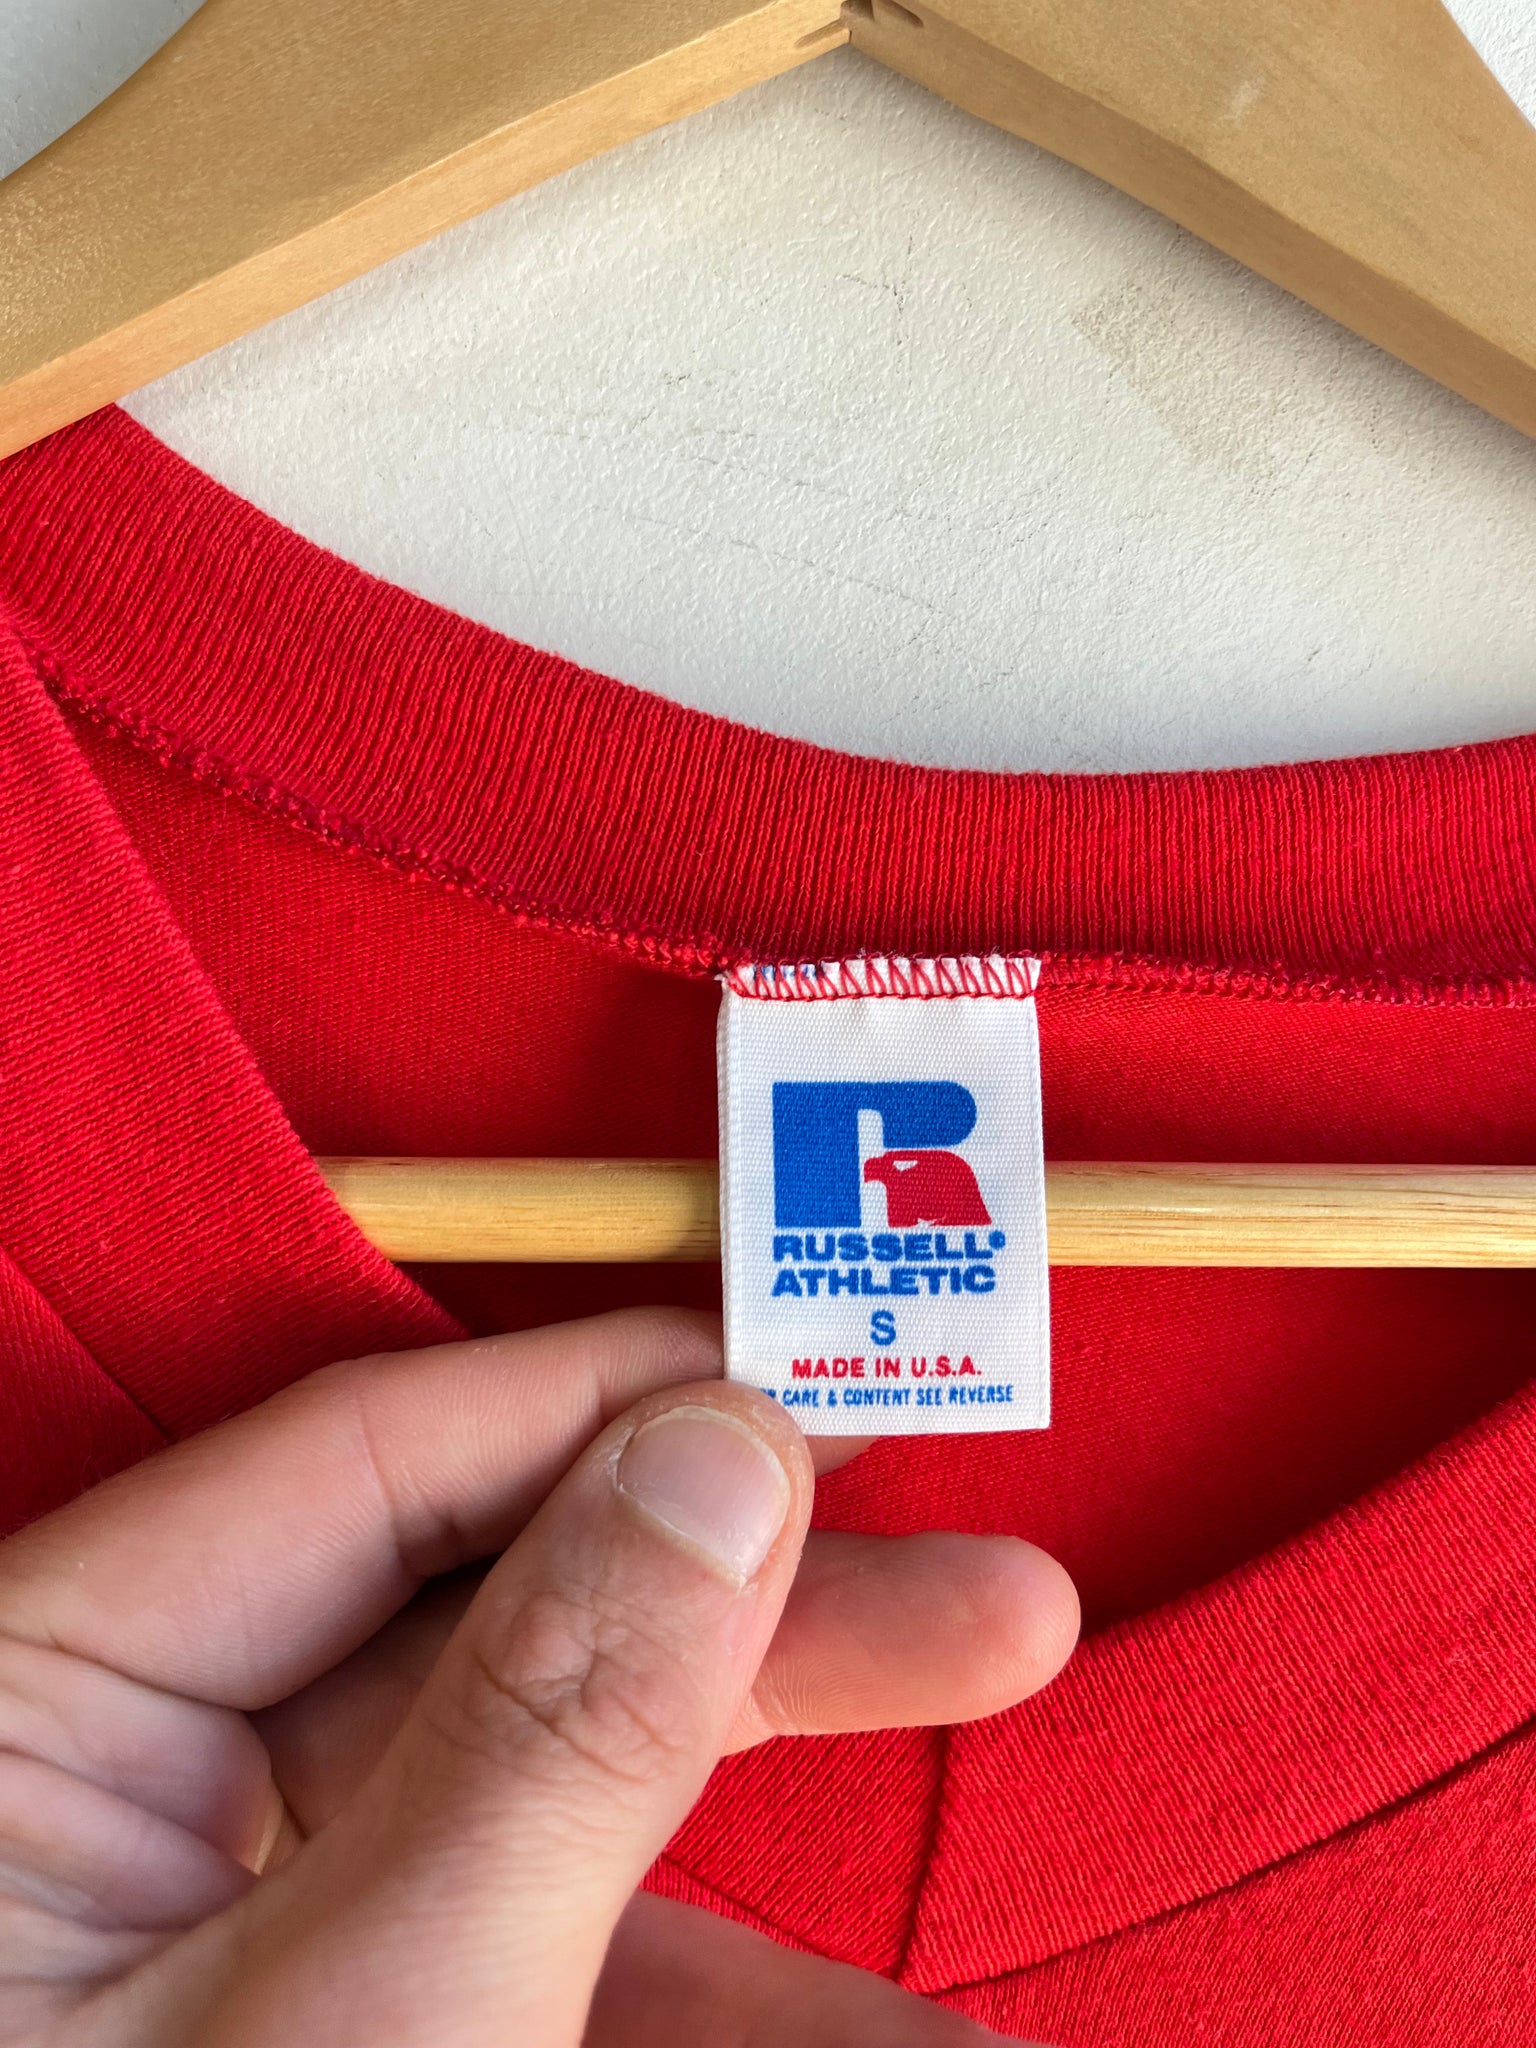 RUSSELL®
ATHLETIC
S
MADE IN U.S.A.
CARE & CONTENT SEE REVERSE